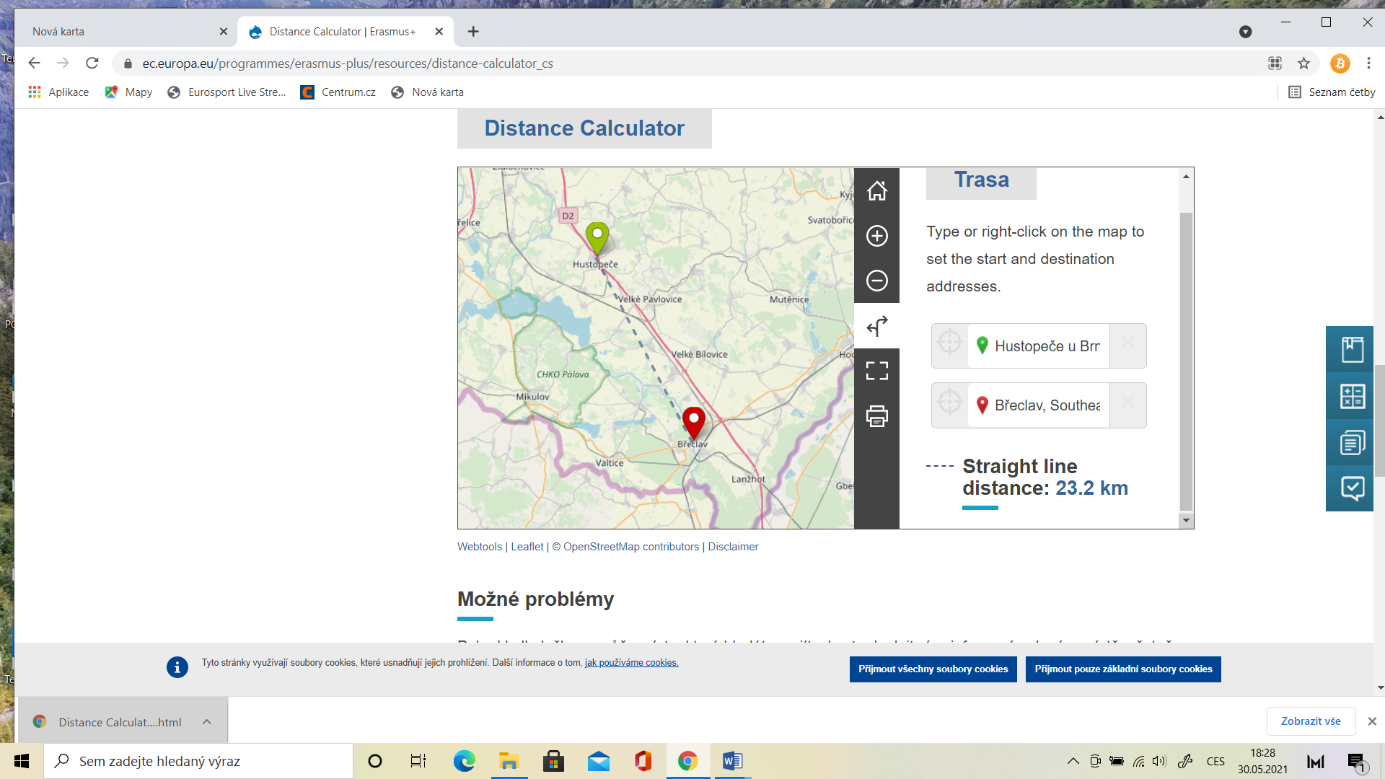 Nová karta
Distance Calculator | Erasmus+
ec.europa.eu/programmes/erasmus-plus/resources/distance-calculator_cs
Aplikace
Mapy
Eurosport Live Stre...
Centrum.cz
Nová karta
Seznam četby
Distance Calculator
D2
Hustopeče
Velké Pavlovice
Mutěnice
Svatobořic
Kyj
Velké Bílovice
CHKO Pálava
Mikulov
Břeclav
Valtice
Lanžhot
Gbe
Trasa
Type or right-click on the map to
set the start and destination
addresses.
Hustopeče u Brr
Břeclav, Southea
Straight line
distance: 23.2 km
Webtools | Leaflet | © OpenStreetMap contributors | Disclaimer
Možné problémy
Tyto stránky využívají soubory cookies, které usnadňují jejich prohlížení. Další informace o tom, jak používáme cookies.
Přijmout všechny soubory cookies
Přijmout pouze základní soubory cookies
Distance Calculat....html
Zobrazit vše
Sem zadejte hledaný výraz
CES
18:28
30.05.2021
1